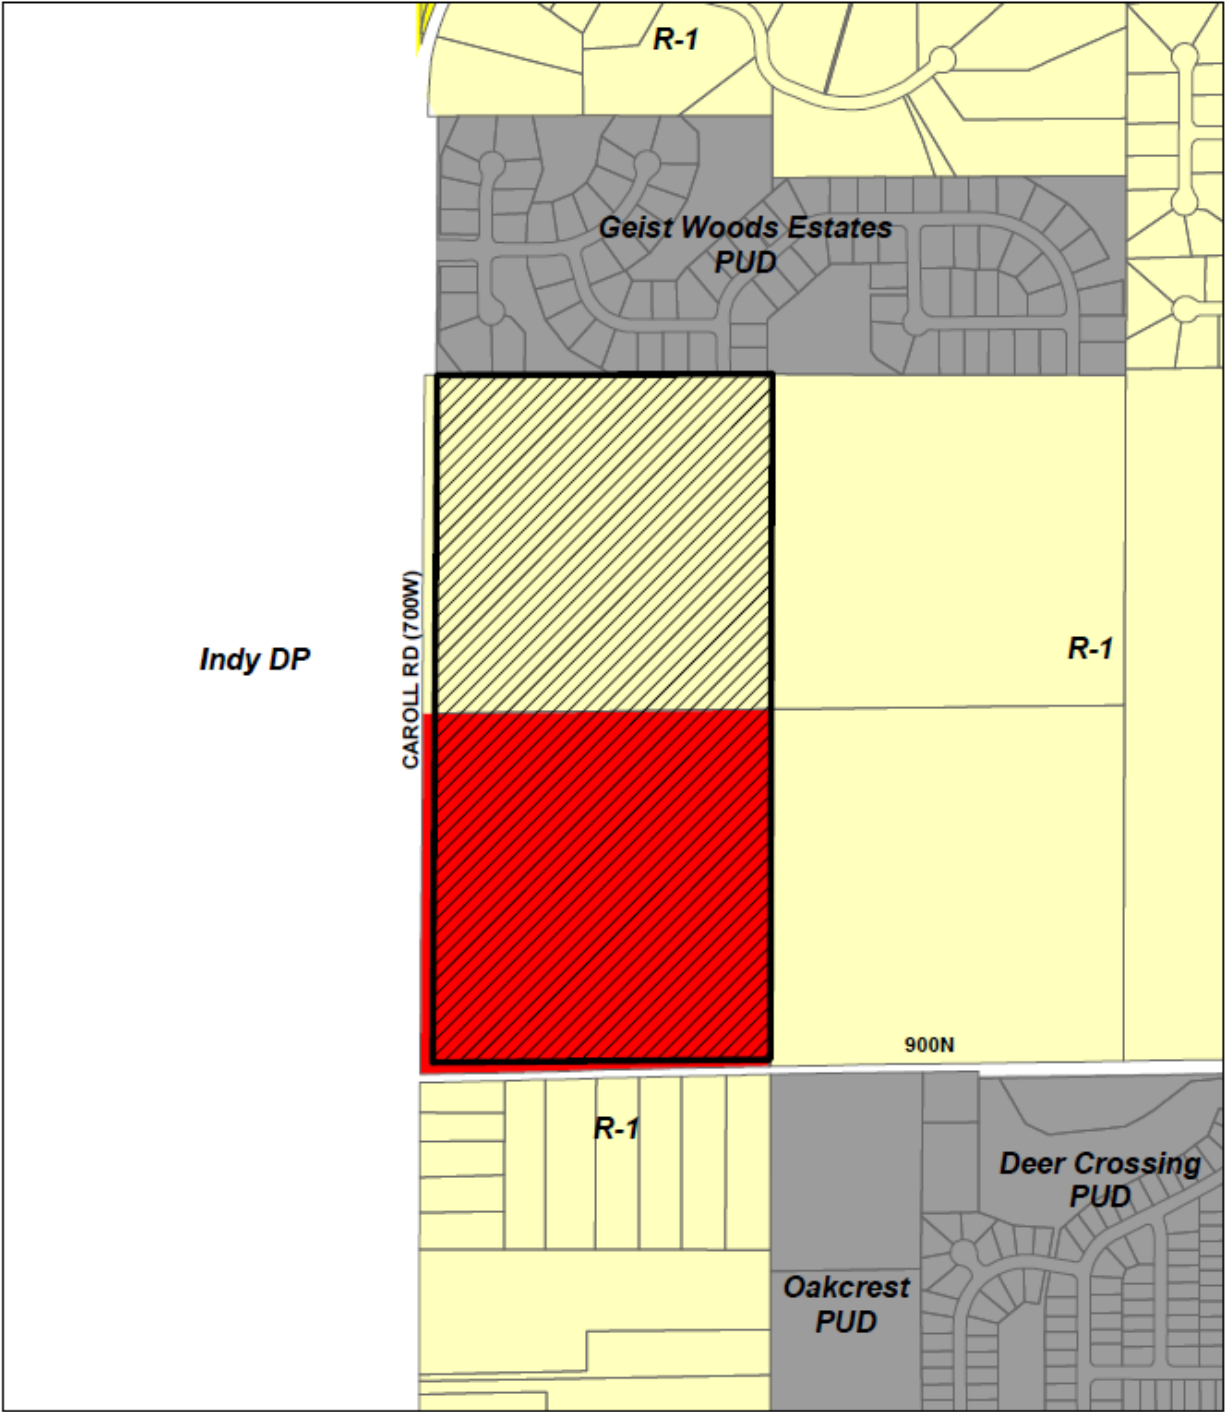 R-1
Geist Woods Estates
PUD
Indy DP
CAROLL RD (700W)
R-1
900N
R-1
Deer Crossing
PUD
Oakcrest
PUD